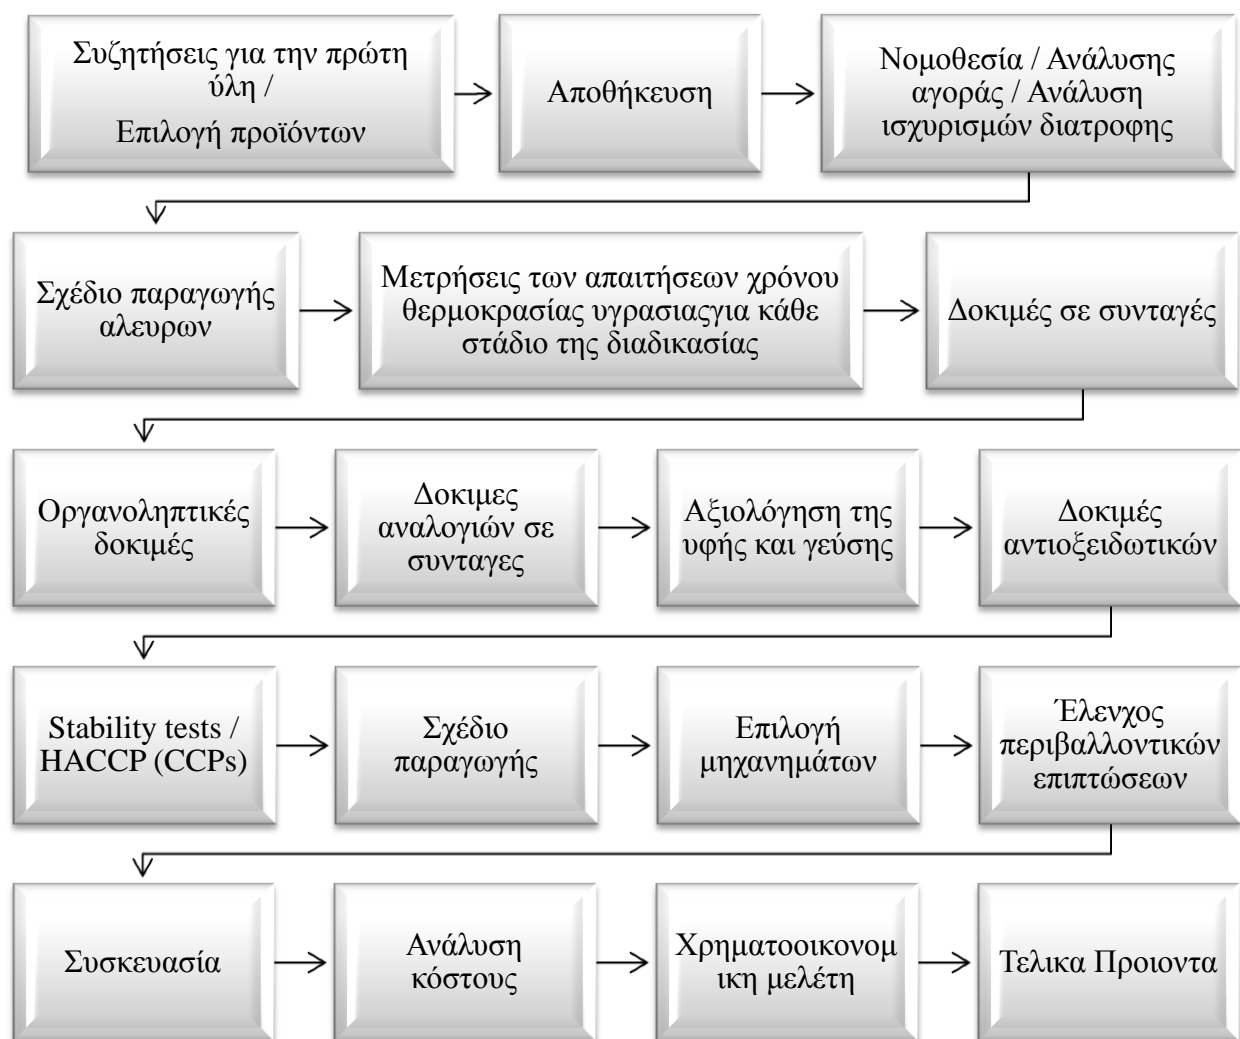 Συζητήσεις για την πρώτη
ύλη /
Επιλογή προϊόντων
Αποθήκευση
Νομοθεσία / Ανάλυσης
αγοράς / Ανάλυση
ισχυρισμών διατροφης
Σχέδιο παραγωγής
αλευρων
Μετρήσεις των απαιτήσεων χρόνου
θερμοκρασίας υγρασιαςγια κάθε
στάδιο της διαδικασίας
Δοκιμές σε συνταγές
Οργανοληπτικές
δοκιμές
Δοκιμες
αναλογιών σε
συνταγες
Αξιολόγηση της
υφής και γεύσης
Δοκιμές
αντιοξειδωτικών
Stability tests /
HACCP (CCPs)
Σχέδιο
παραγωγής
Επιλογή
μηχανημάτων
Έλενχος
περιβαλλοντικών
επιπτώσεων
Συσκευασία
Ανάλυση
κόστους
Χρηματοοικονομ
ικη μελέτη
Τελικα Προιοντα